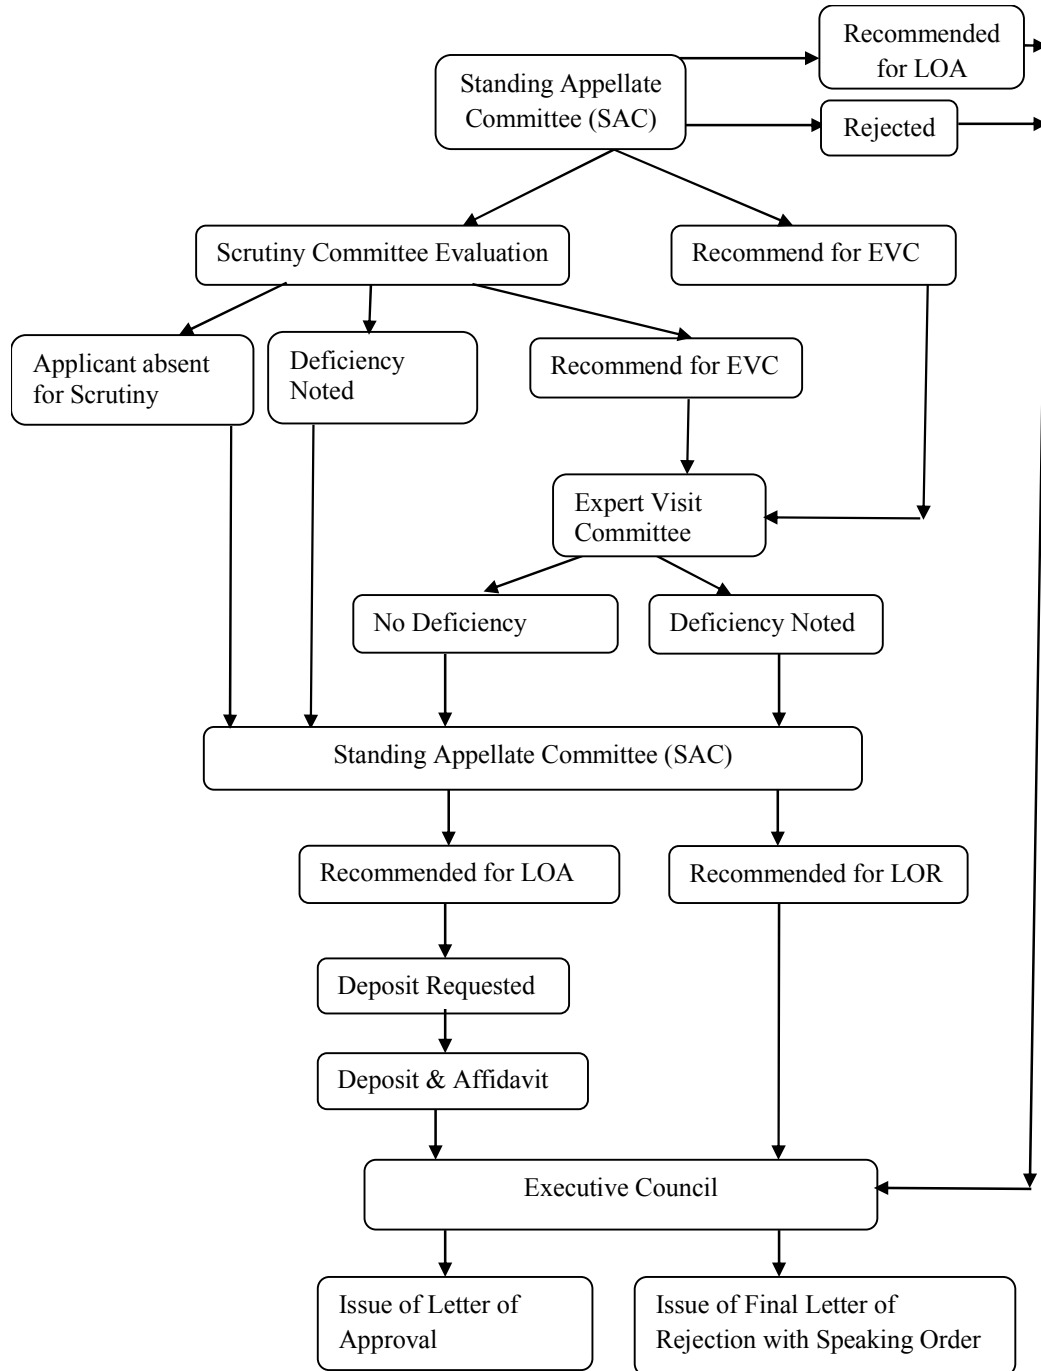 Recommended
for LOA
Standing Appellate
Committee (SAC)
Rejected
Scrutiny Committee Evaluation
Recommend for EVC
Applicant absent
for Scrutiny
Deficiency
Noted
Recommend for EVC
Expert Visit
Committee
No Deficiency
Deficiency Noted
Standing Appellate Committee (SAC)
Recommended for LOA
Recommended for LOR
Deposit Requested
Deposit & Affidavit
Executive Council
Issue of Letter of
Approval
Issue of Final Letter of
Rejection with Speaking Order